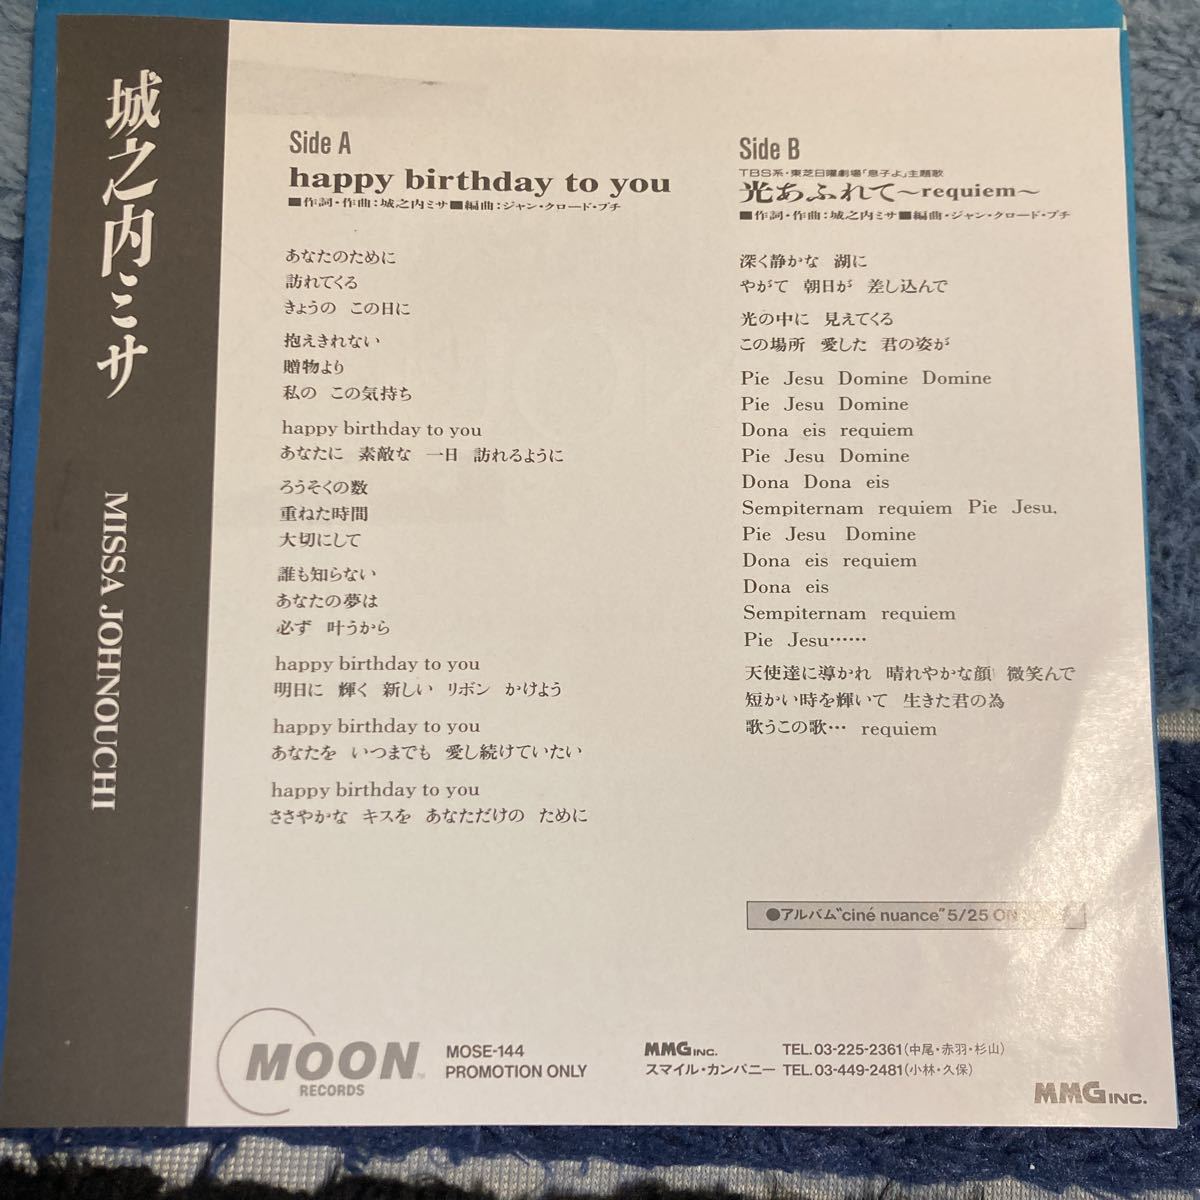 城之内ミサ
MISSA JOHNOUCHI
Side A
happy birthday to you
■作詞・作曲:城之内ミサ■編曲:ジャン・クロード・プチ
あなたのために
訪れてくる
きょうの この日に
抱えきれない
贈物より
私の この気持ち
happy birthday to you
あなたに 素敵な 一日 訪れるように
ろうそくの数
重ねた時間
大切にして
誰も知らない
あなたの夢は
必ず 叶うから
happy birthday to you
明日に 輝く 新しい リボン かけよう
happy birthday to you
あなたを いつまでも 愛し続けていたい
happy birthday to you
ささやかな キスを あなただけの ために
Side B
TBS系・東芝日曜劇場「息子よ」主題歌
光あふれて〜requiem〜
■作詞・作曲:城之内ミサ■編曲・ジャン・クロード・プチ
深く静かな 湖に
やがて 朝日が 差し込んで
光の中に 見えてくる
この場所 愛した 君の姿が
Pie Jesu Domine Domine
Pie Jesu Domine
Dona eis requiem
Pie Jesu Domine
Dona Dona eis
Sempiternam requiem Pie Jesu,
Pie Jesu Domine
Dona eis requiem
Dona eis
Sempiternam requiem
Pie Jesu……
天使達に導かれ 晴れやかな顔 微笑んで
短かい時を輝いて 生きた君の為
歌うこの歌… requiem
●アルバム"ciné nuance"5/25 ON
MOON
RECORDS
MOSE-144
PROMOTION ONLY
MMG INC. TEL.03-225-2361(中尾・赤羽・杉山)
スマイル・カンパニー TEL.03-449-2481(小林・久保)
MMG INC.